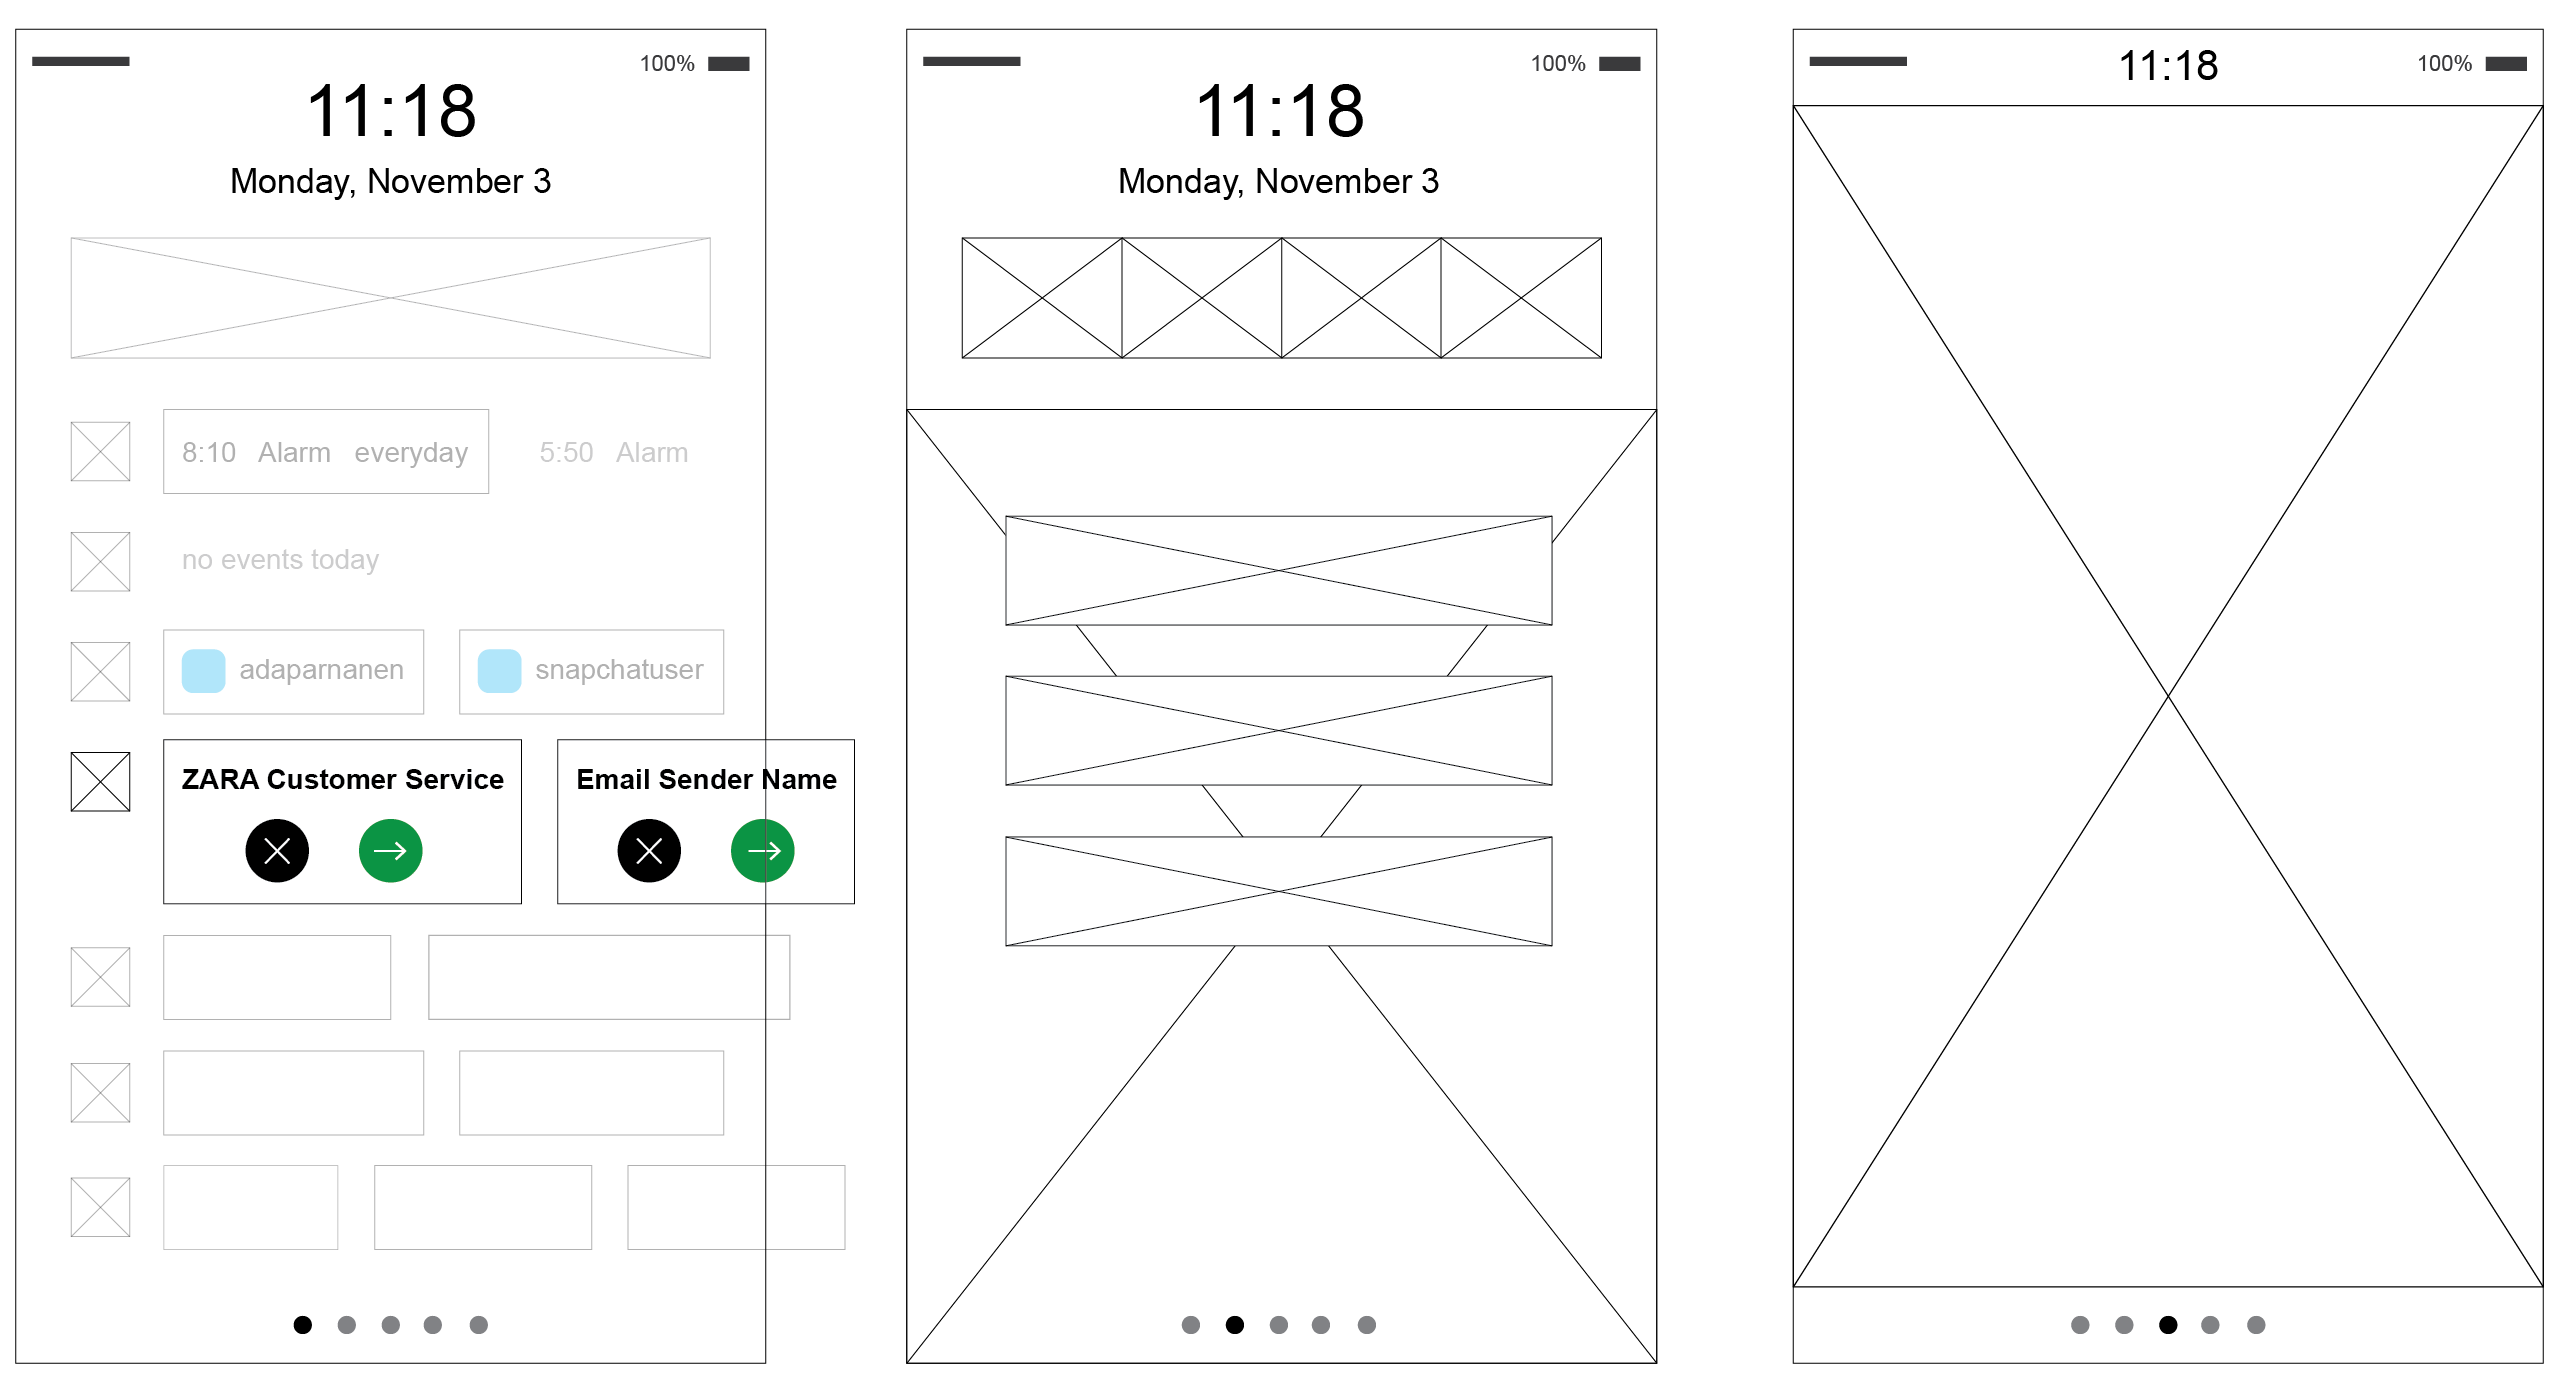 100%
11:18
Monday, November 3
8:10 Alarm everyday 5:50 Alarm
no events today
adaparnanen snapchatuser
ZARA Customer Service Email Sender Name
100%
11:18
Monday, November 3
11:18 100%